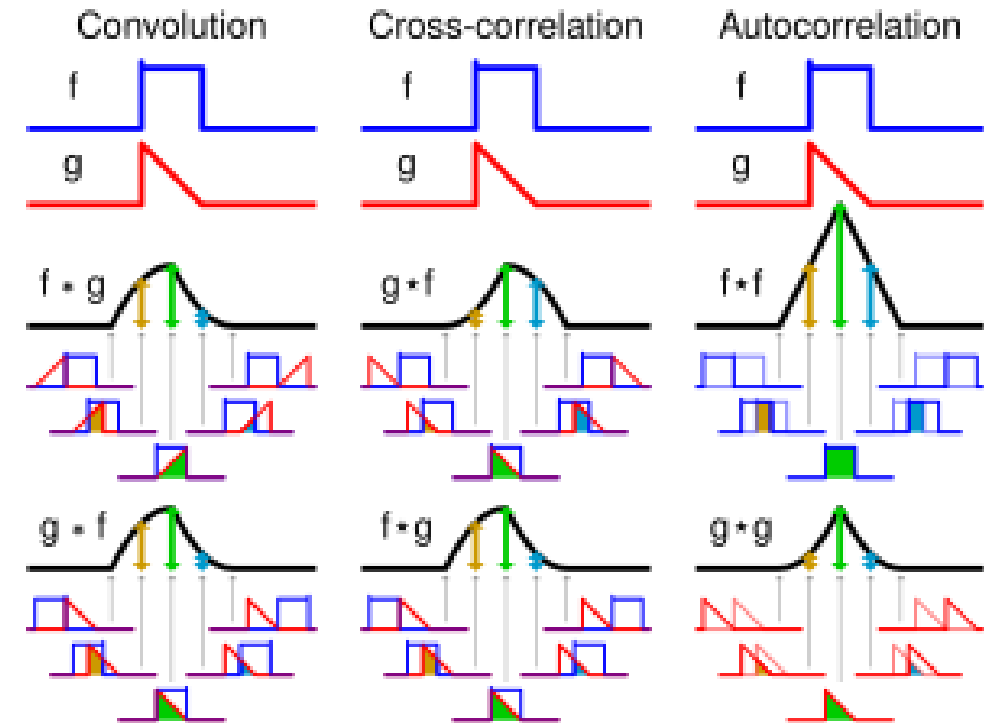 Convolution Cross-correlation Autocorrelation
f f f
g g g
f * g g⋆f f⋆f
g * f f⋆g g⋆g